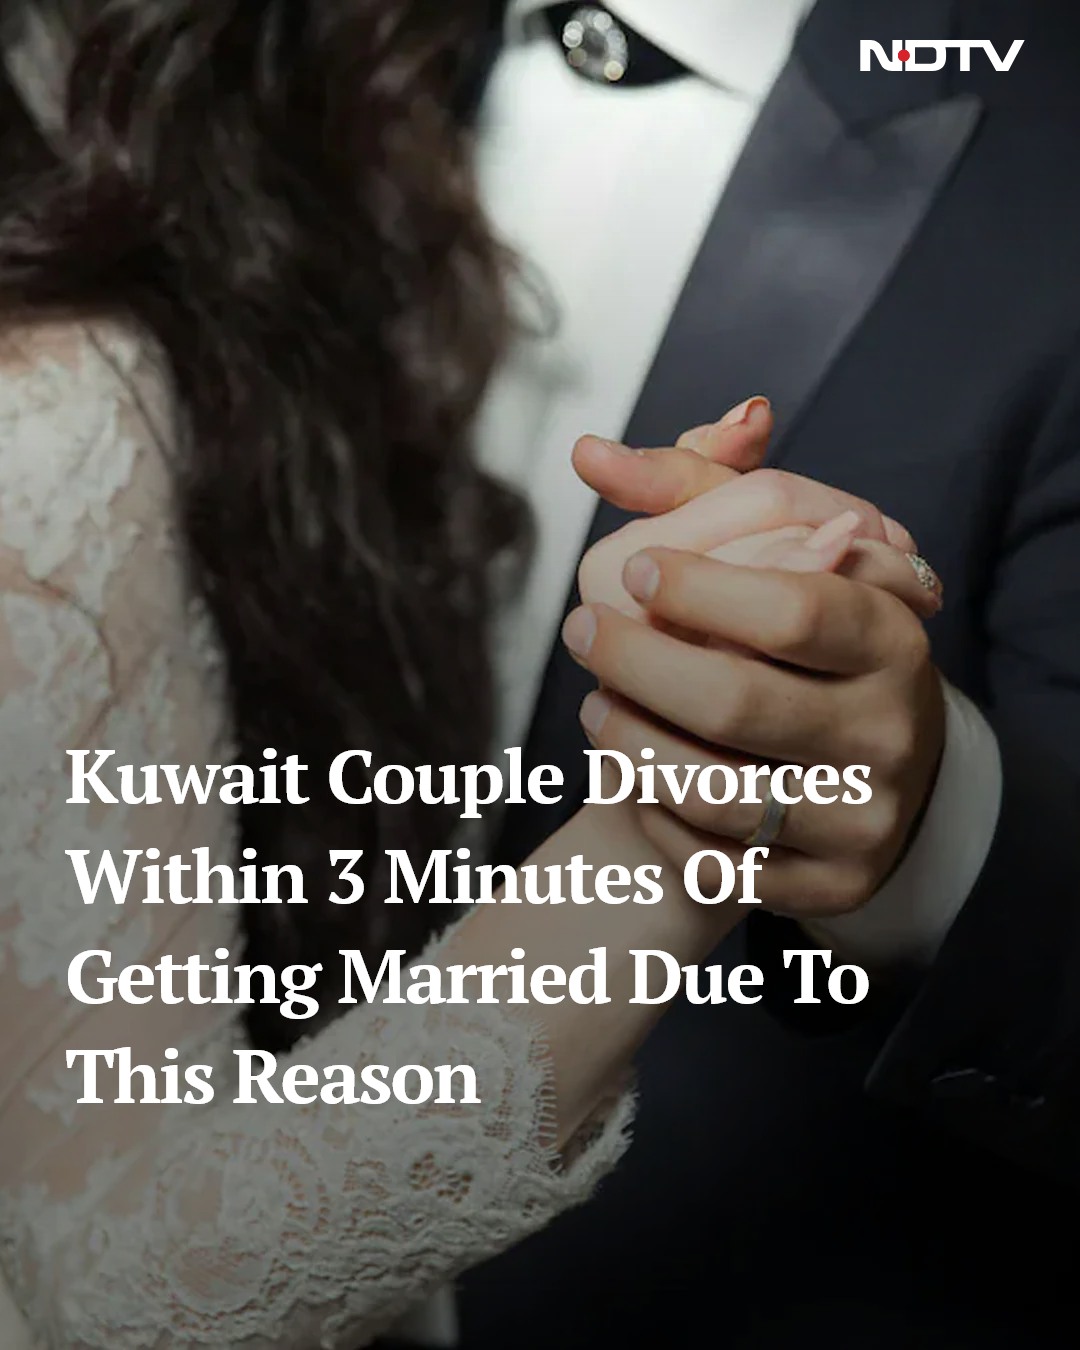 NDTV
Kuwait Couple Divorces
Within 3 Minutes Of
Getting Married Due To
This Reason